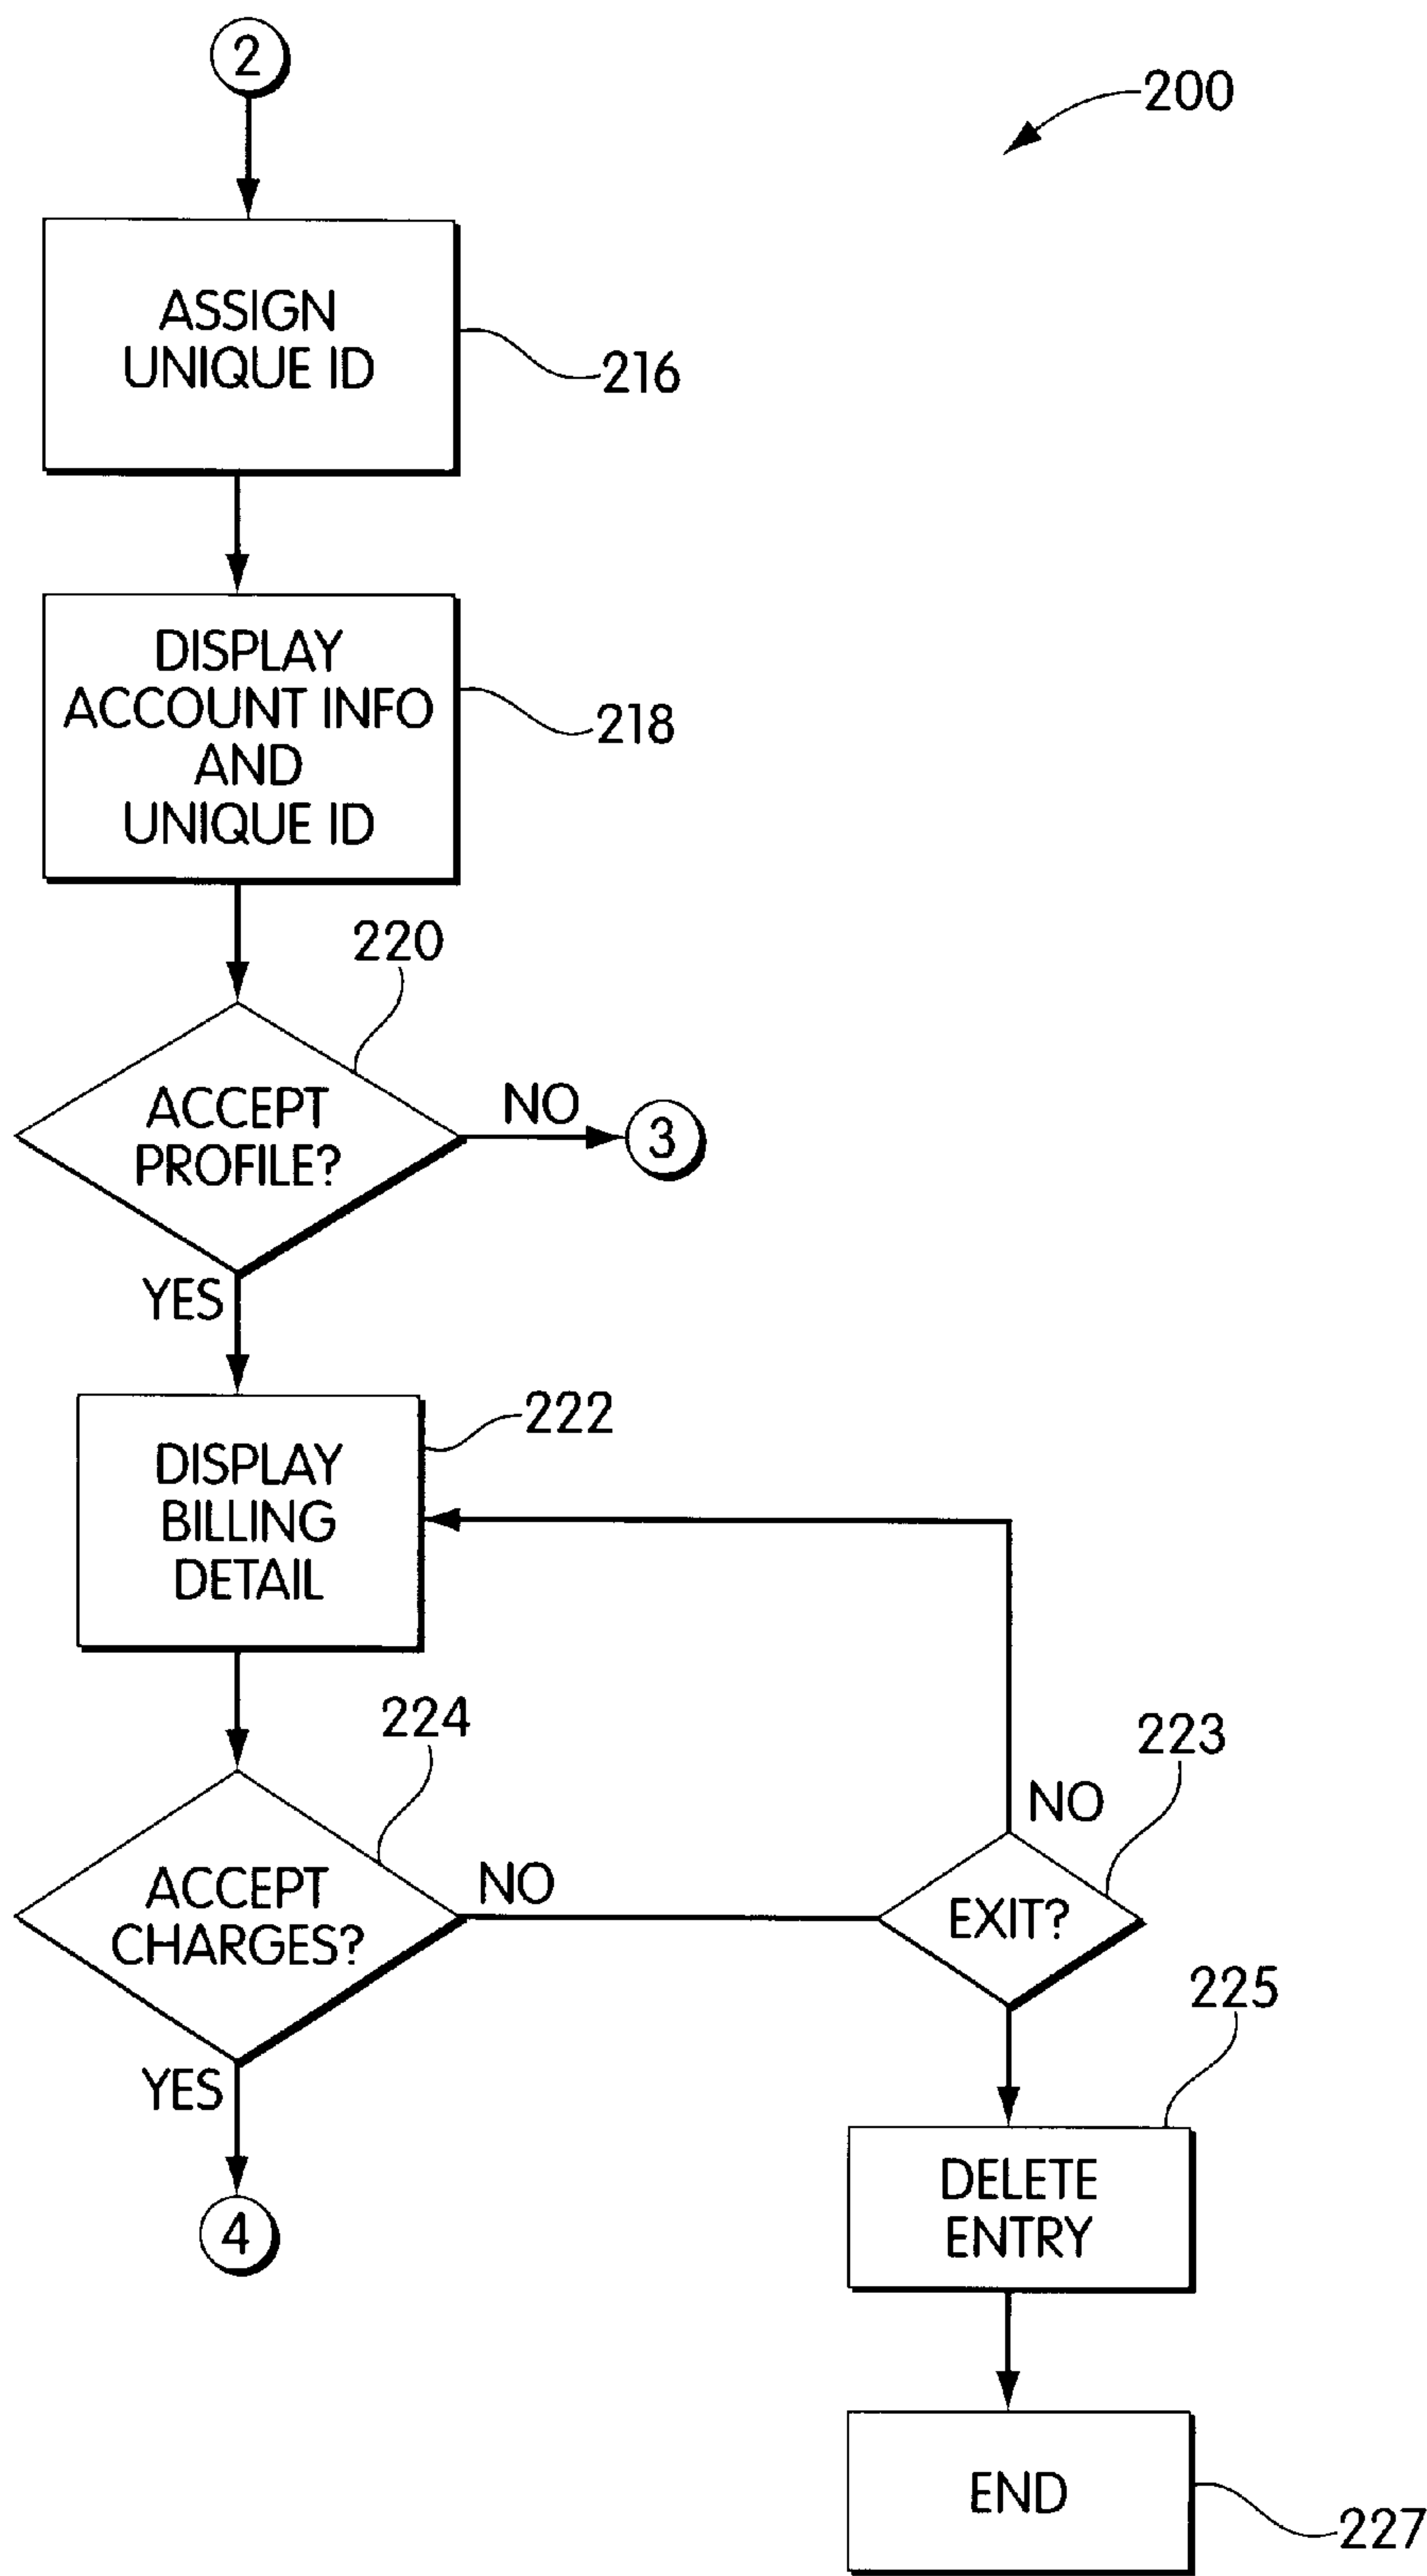 2
200
ASSIGN
UNIQUE ID
216
DISPLAY
ACCOUNT INFO
AND
UNIQUE ID
218
220
ACCEPT
PROFILE?
NO
3
YES
222
DISPLAY
BILLING
DETAIL
224
223
NO
ACCEPT
CHARGES?
NO
EXIT?
225
YES
4
DELETE
ENTRY
END
227